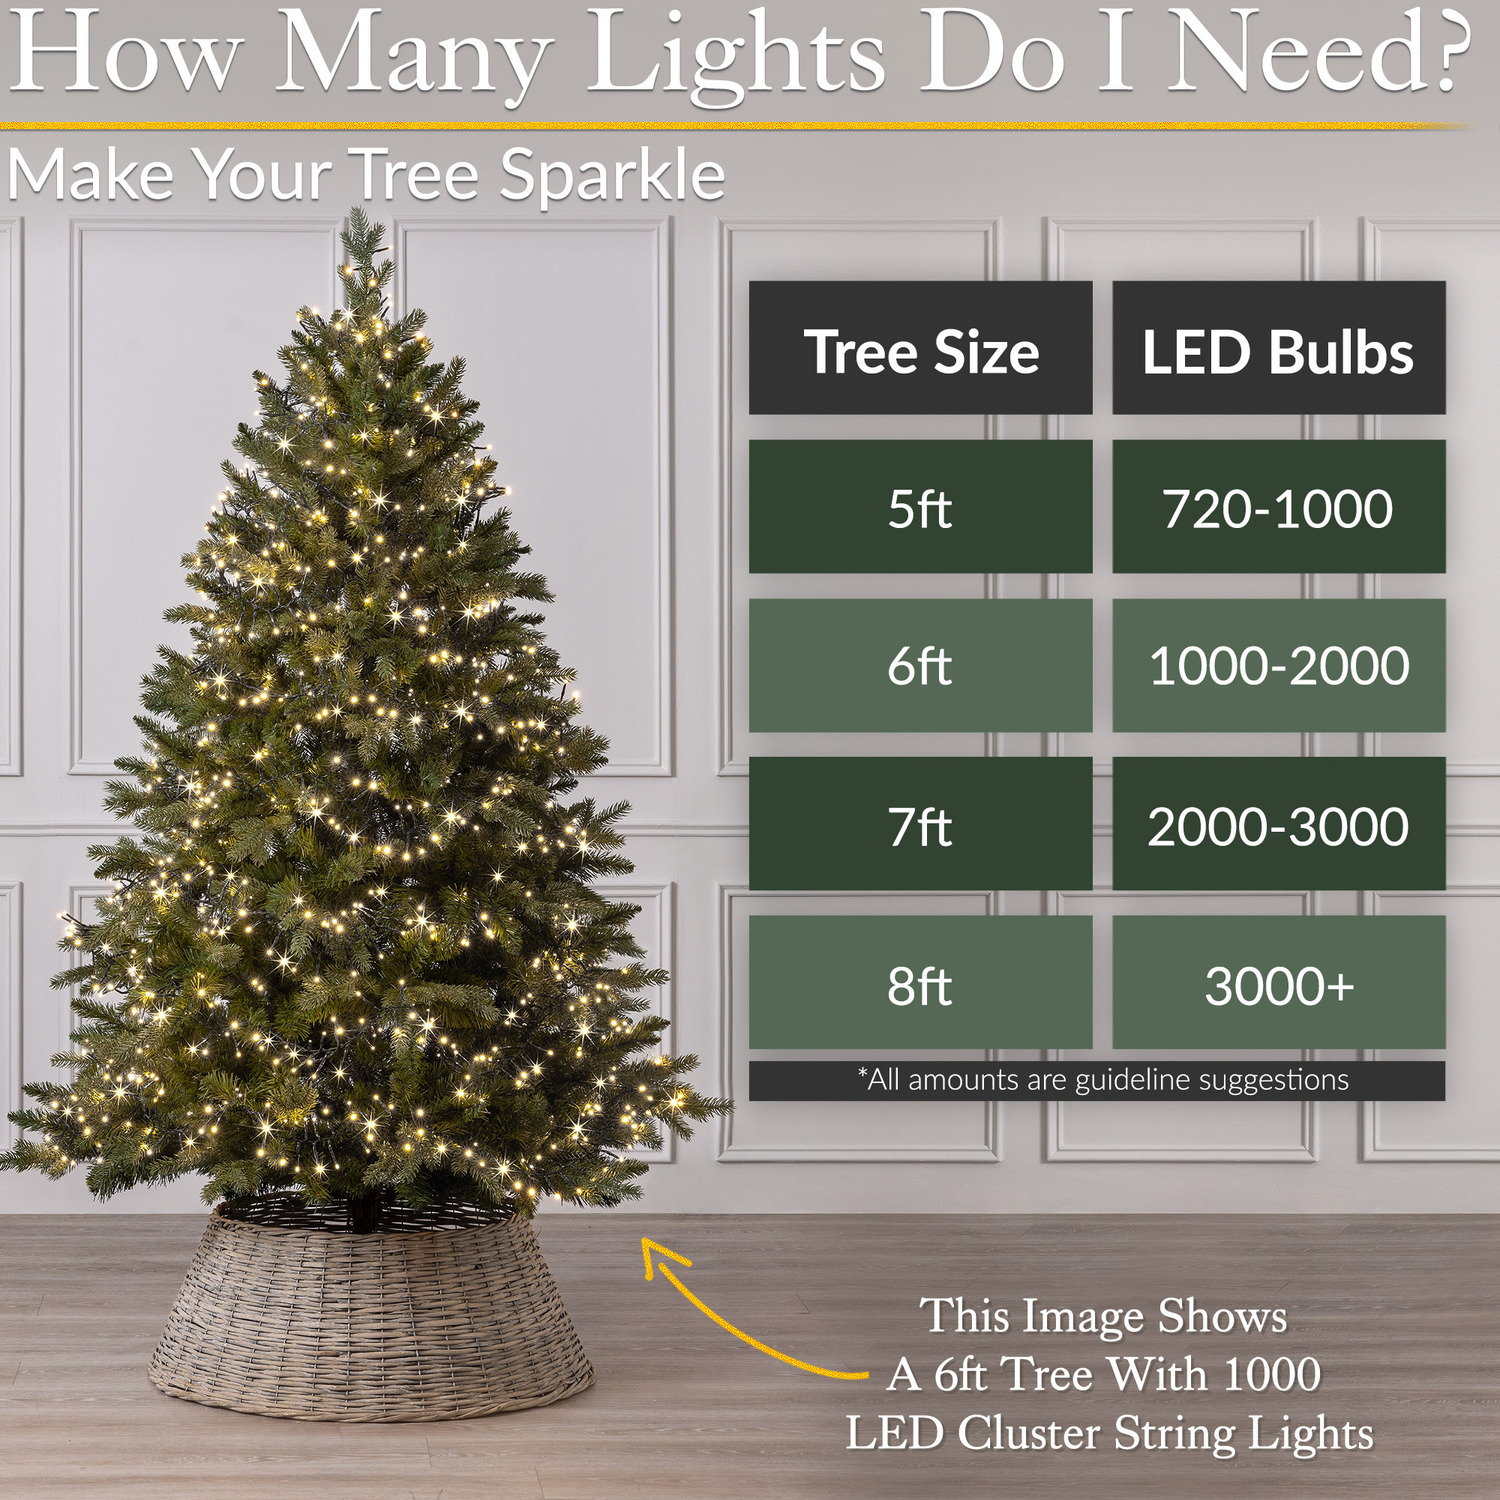 How Many Lights Do I Need?
Make Your Tree Sparkle
Tree Size LED Bulbs
5ft 720-1000
6ft 1000-2000
7ft 2000-3000
8ft 3000+
*All amounts are guideline suggestions
This Image Shows
A 6ft Tree With 1000
LED Cluster String Lights